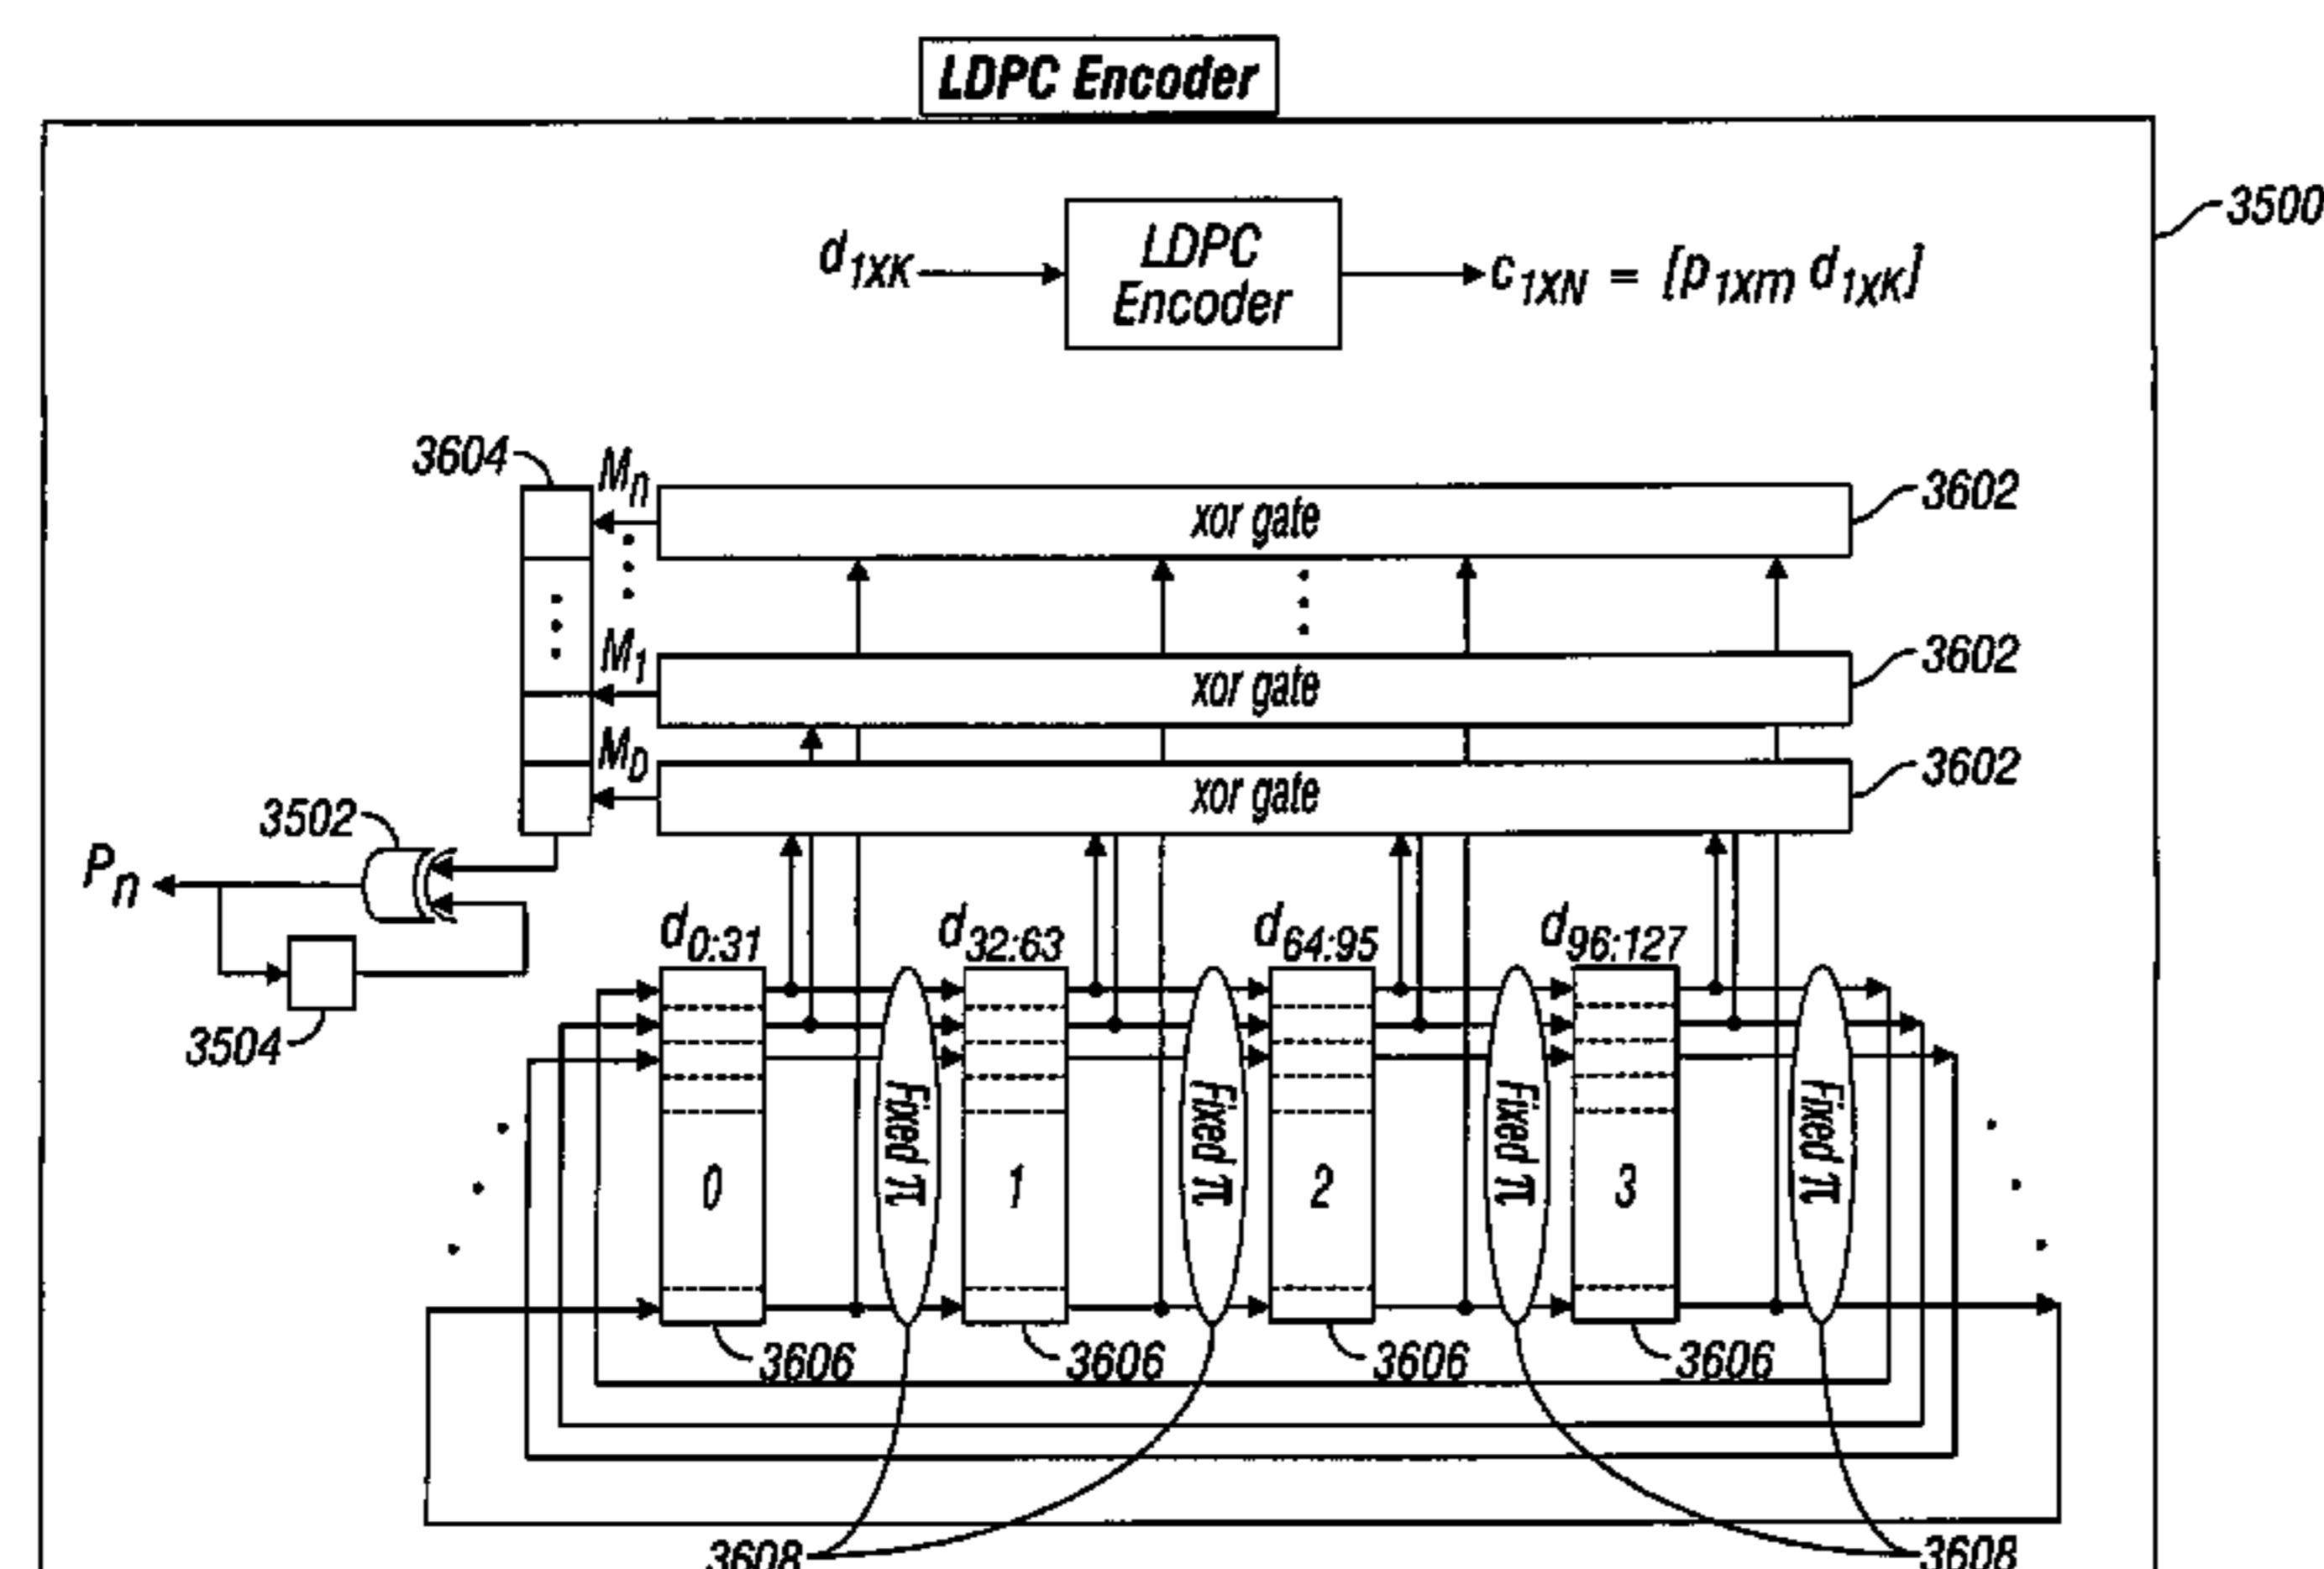 LDPC Encoder
3500
d1XK
LDPC
Encoder
c1XN = [p1Xm d1XK]
3604
Mn
xor gate
3602
M1
xor gate
3602
M0
xor gate
3602
3502
Pn
3504
d0:31
d32:63
d64:95
d96:127
0
Fixed π
1
Fixed π
2
Fixed π
3
Fixed π
3606
3606
3606
3606
3608
3608